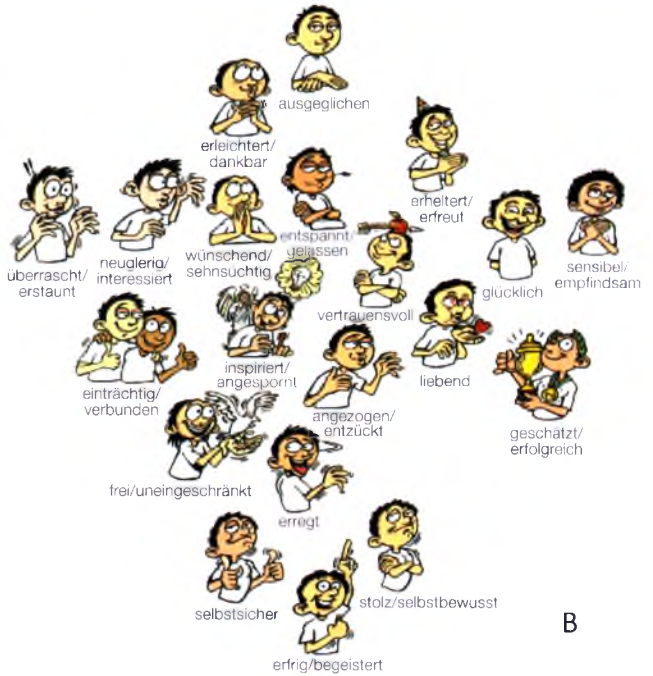 ausgeglichen
erleichtert/
dankbar
erheitert/
erfreut
überrascht/
erstaunt
neugierig/
interessiert
wünschend/
sehnsüchtig
entspannt/
gelassen
glücklich
sensibel/
empfindsam
vertrauensvoll
einträchtig/
verbunden
inspiriert/
angespornt
angezogen/
entzückt
liebend
geschätzt/
erfolgreich
frei/uneingeschränkt
erregt
selbstsicher
stolz/selbstbewusst
erfrig/begeistert
B